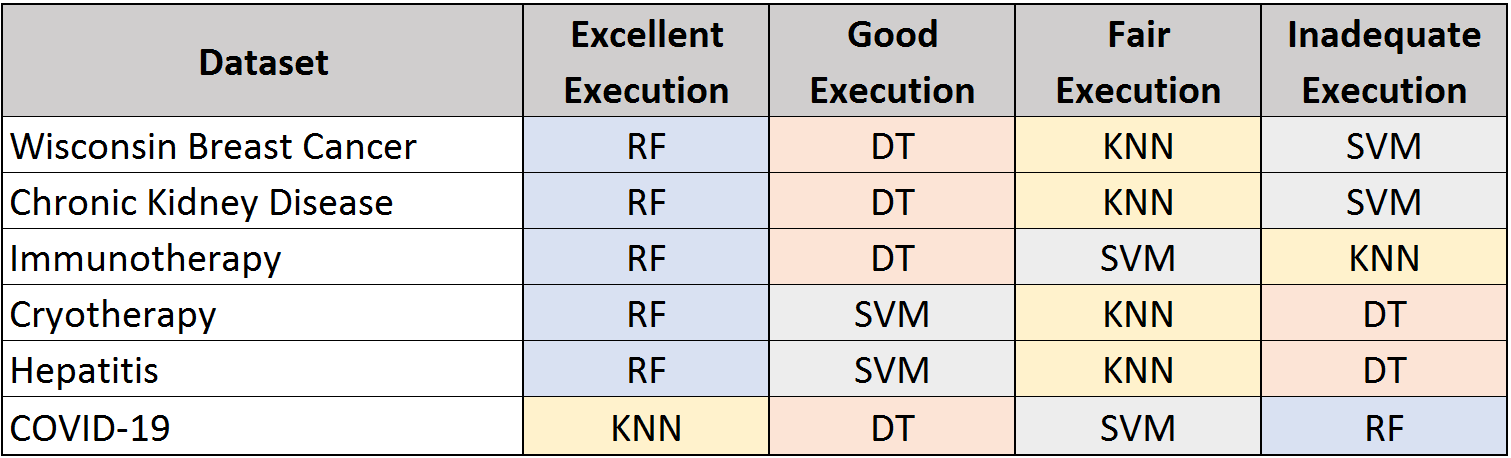 Dataset Excellent Execution Good Execution Fair Execution Inadequate Execution
Wisconsin Breast Cancer RF DT KNN SVM
Chronic Kidney Disease RF DT KNN SVM
Immunotherapy RF DT SVM KNN
Cryotherapy RF SVM KNN DT
Hepatitis RF SVM KNN DT
COVID-19 KNN DT SVM RF